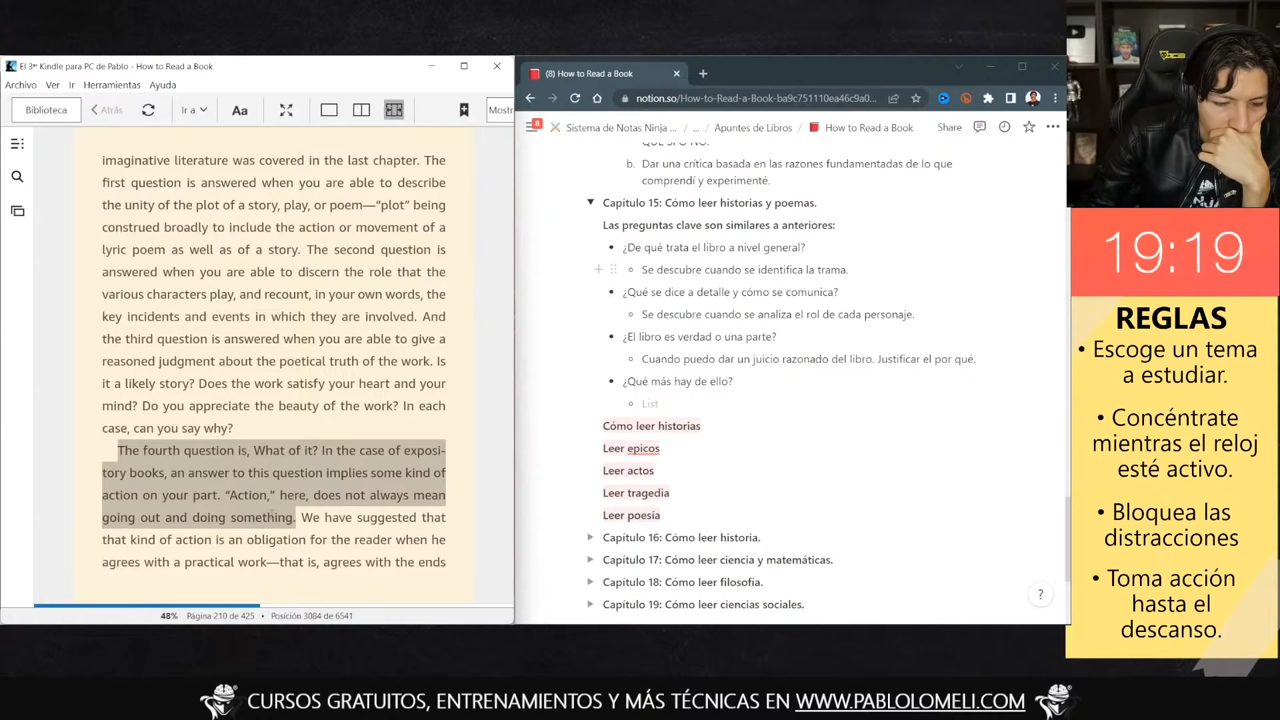 El 3er Kindle para PC de Pablo - How to Read a Book
Archivo Ver Ir Herramientas Ayuda
Biblioteca
Atrás
Ir a
Aa
Mostr
imaginative literature was covered in the last chapter. The
first question is answered when you are able to describe
the unity of the plot of a story, play, or poem—“plot” being
construed broadly to include the action or movement of a
lyric poem as well as of a story. The second question is
answered when you are able to discern the role that the
various characters play, and recount, in your own words, the
key incidents and events in which they are involved. And
the third question is answered when you are able to give a
reasoned judgment about the poetical truth of the work. Is
it a likely story? Does the work satisfy your heart and your
mind? Do you appreciate the beauty of the work? In each
case, can you say why?
The fourth question is, What of it? In the case of exposi-
tory books, an answer to this question implies some kind of
action on your part. “Action,” here, does not always mean
going out and doing something. We have suggested that
that kind of action is an obligation for the reader when he
agrees with a practical work—that is, agrees with the ends
48% Página 210 de 425 • Posición 3084 de 6541
(8) How to Read a Book
notion.so/How-to-Read-a-Book-ba9c751110ea46c9a0...
8
Sistema de Notas Ninja ... / ... / Apuntes de Libros / How to Read a Book
Share
QUÉ SI O NO.
b. Dar una crítica basada en las razones fundamentadas de lo que
comprendí y experimenté.
Capítulo 15: Cómo leer historias y poemas.
Las preguntas clave son similares a anteriores:
• ¿De qué trata el libro a nivel general?
Se descubre cuando se identifica la trama.
• ¿Qué se dice a detalle y cómo se comunica?
Se descubre cuando se analiza el rol de cada personaje.
• ¿El libro es verdad o una parte?
Cuando puedo dar un juicio razonado del libro. Justificar el por qué.
• ¿Qué más hay de ello?
List
Cómo leer historias
Leer epicos
Leer actos
Leer tragedia
Leer poesía
Capítulo 16: Cómo leer historia.
Capítulo 17: Cómo leer ciencia y matemáticas.
Capítulo 18: Cómo leer filosofía.
Capítulo 19: Cómo leer ciencias sociales.
?
19:19
REGLAS
• Escoge un tema
a estudiar.
• Concéntrate
mientras el reloj
esté activo.
• Bloquea las
distracciones
• Toma acción
hasta el
descanso.
CURSOS GRATUITOS, ENTRENAMIENTOS Y MÁS TÉCNICAS EN WWW.PABLOLOMELI.COM